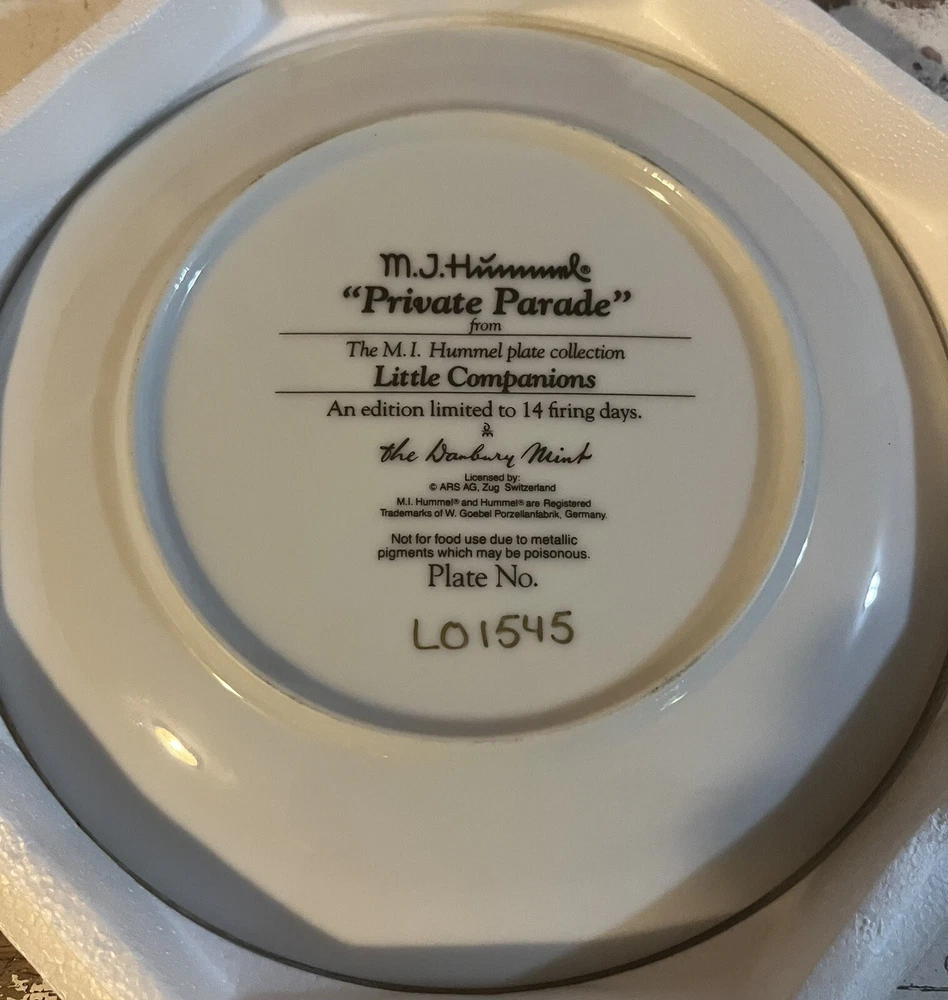 M.J.Hummel®
“Private Parade”
from
The M.I. Hummel plate collection
Little Companions
An edition limited to 14 firing days.
the Danbury Mint
Licensed by:
© ARS AG, Zug Switzerland
M.I. Hummel® and Hummel® are Registered
Trademarks of W. Goebel Porzellanfabrik, Germany.
Not for food use due to metallic
pigments which may be poisonous.
Plate No.
LO1545